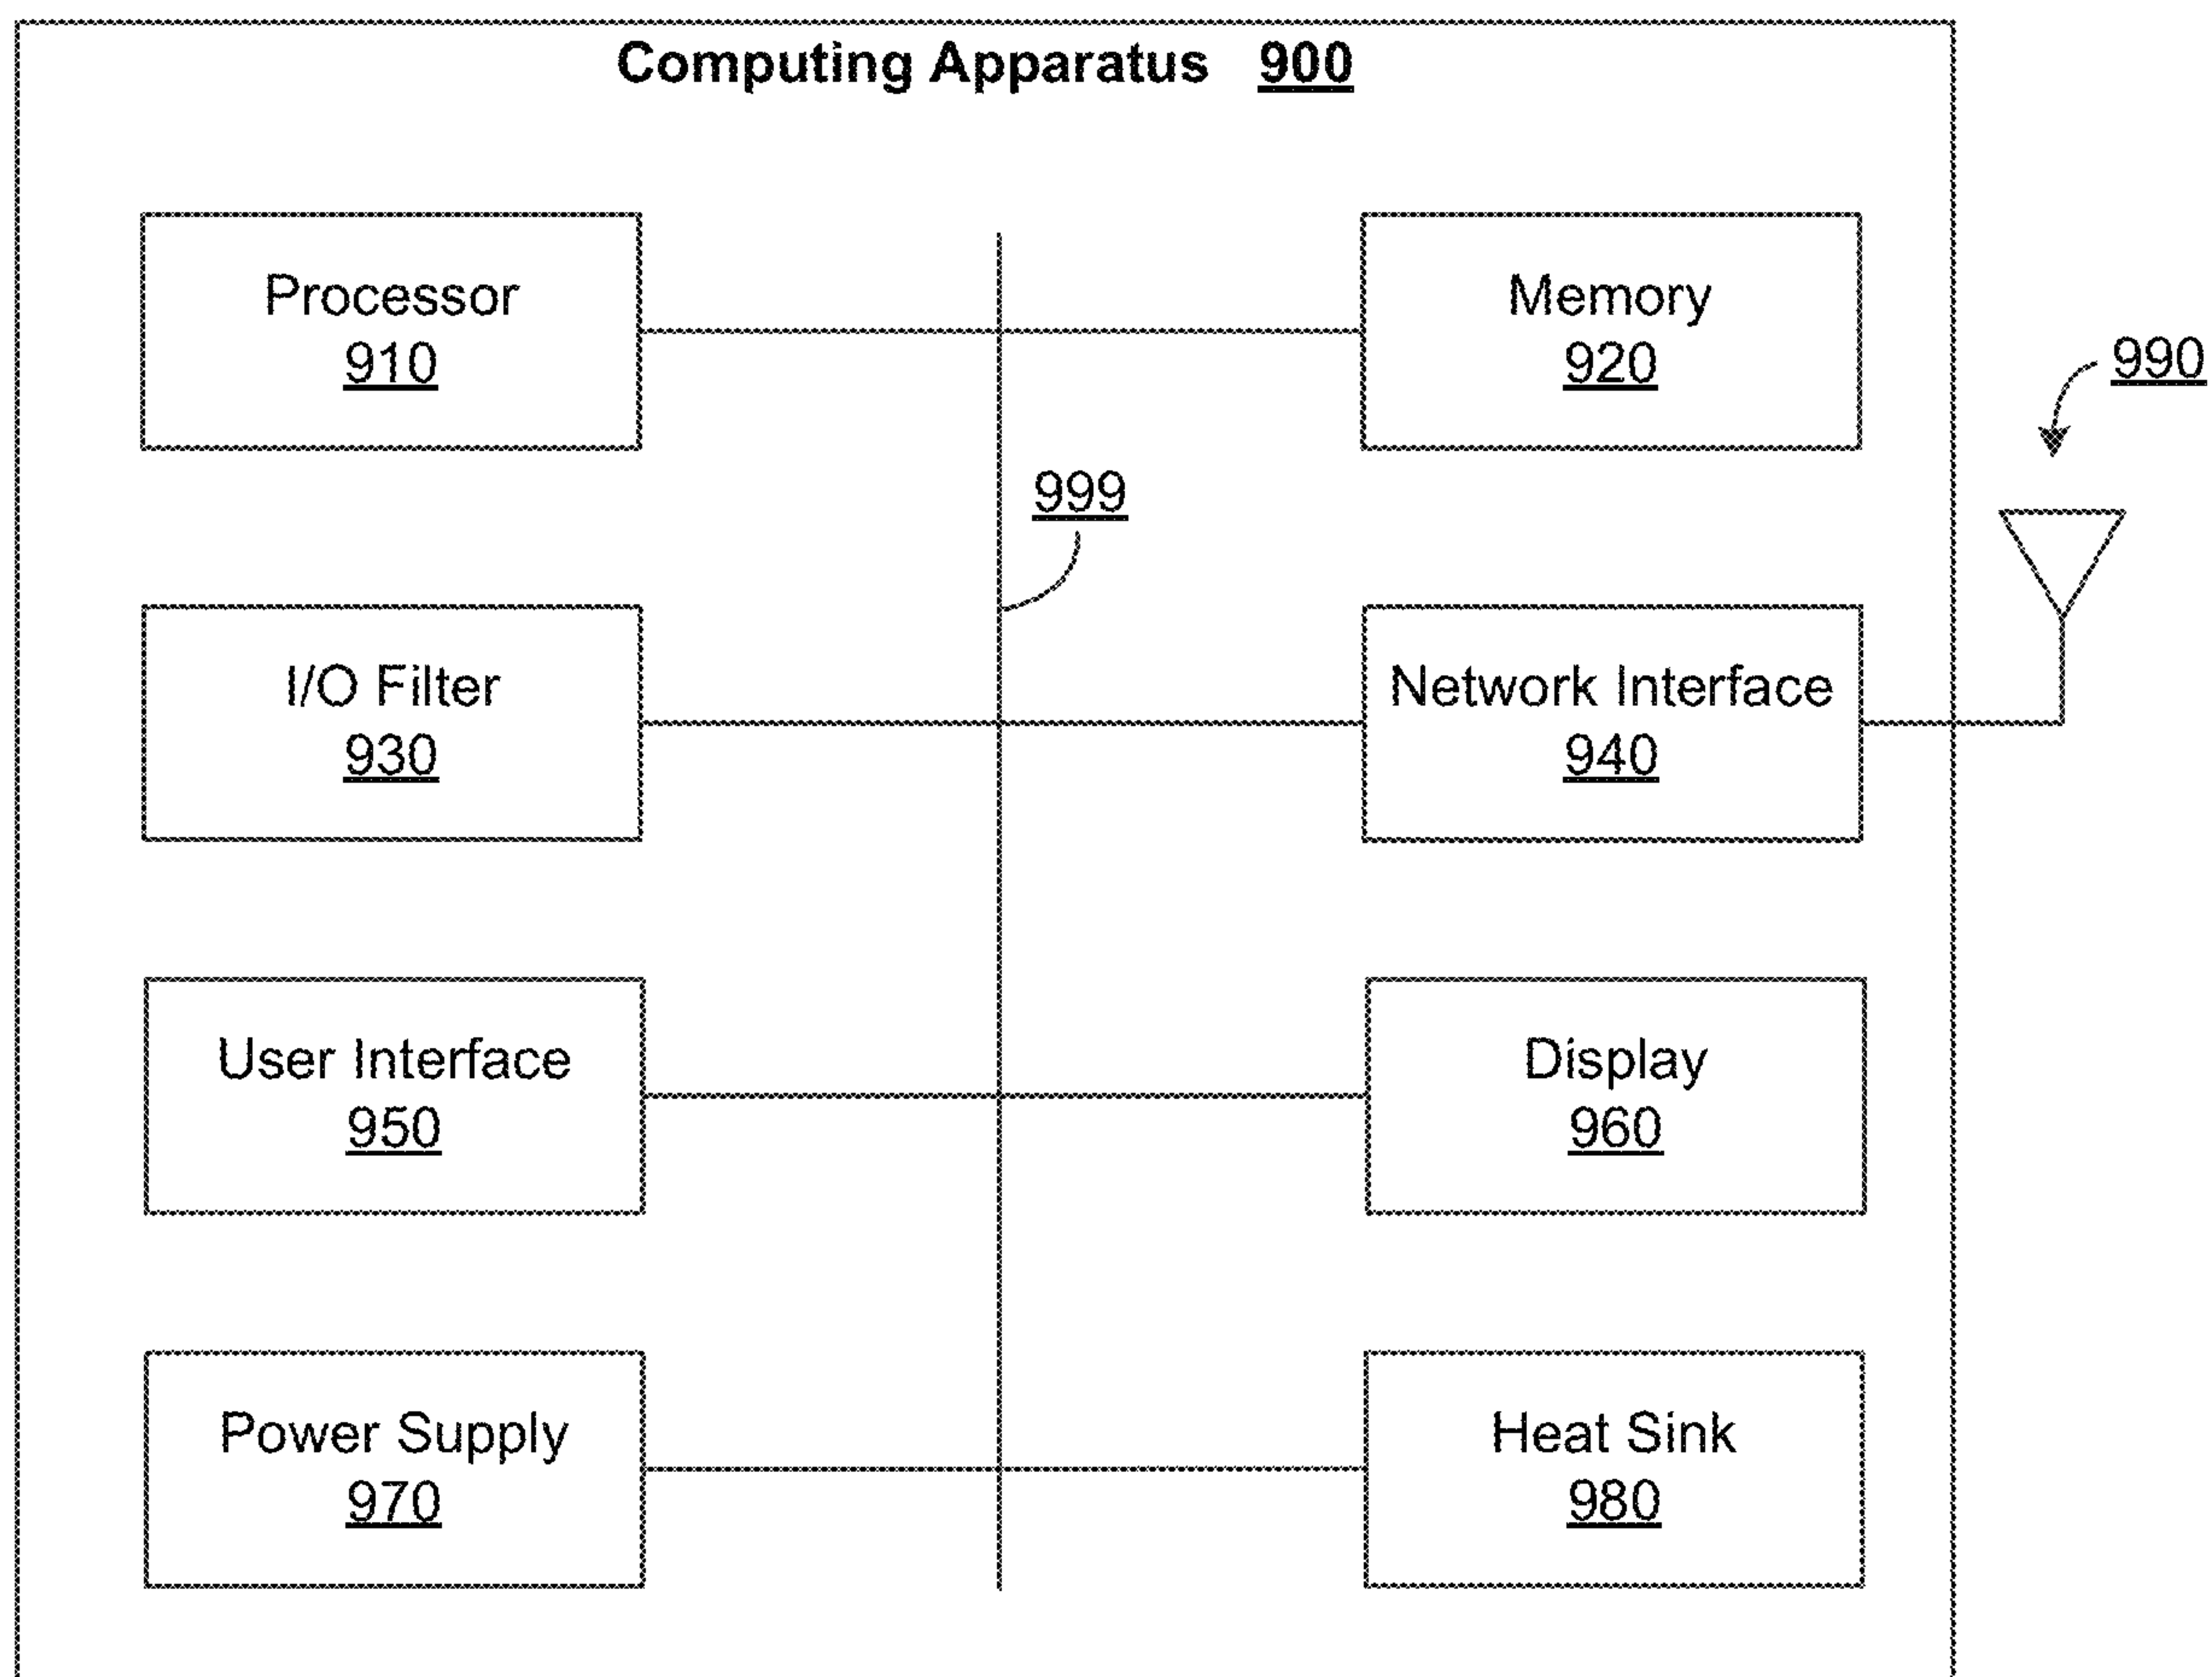 Computing Apparatus 900
Processor
910
Memory
920
990
999
I/O Filter
930
Network Interface
940
User Interface
950
Display
960
Power Supply
970
Heat Sink
980